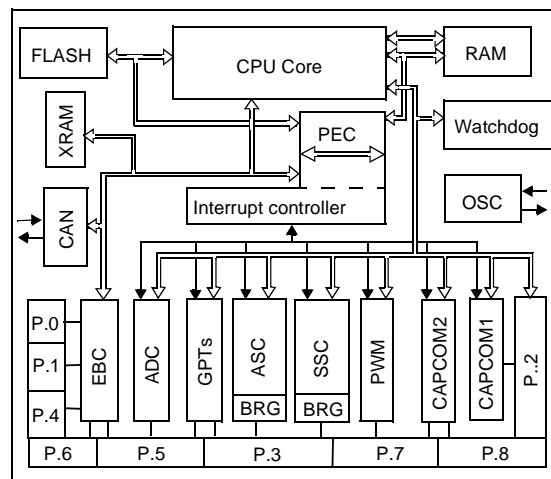 FLASH
CPU Core
RAM
XRAM
PEC
Watchdog
CAN
Interrupt controller
OSC
P.0
P.1
P.4
EBC
ADC
GPTs
ASC
BRG
SSC
BRG
PWM
CAPCOM2
CAPCOM1
P..2
P.6
P.5
P.3
P.7
P.8